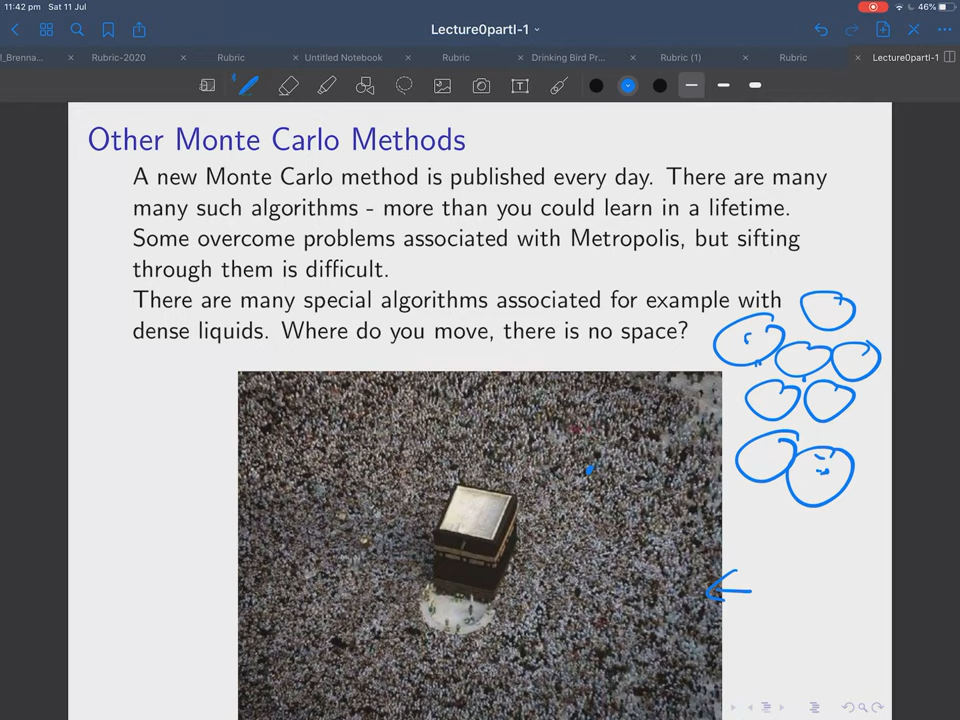 11:42 pm Sat 11 Jul
46%
Lecture0partI-1
I_Brenna...
Rubric-2020
Rubric
Untitled Notebook
Rubric
Drinking Bird Pr...
Rubric (1)
Rubric
Lecture0partI-1
Other Monte Carlo Methods
A new Monte Carlo method is published every day. There are many
many such algorithms - more than you could learn in a lifetime.
Some overcome problems associated with Metropolis, but sifting
through them is difficult.
There are many special algorithms associated for example with
dense liquids. Where do you move, there is no space?